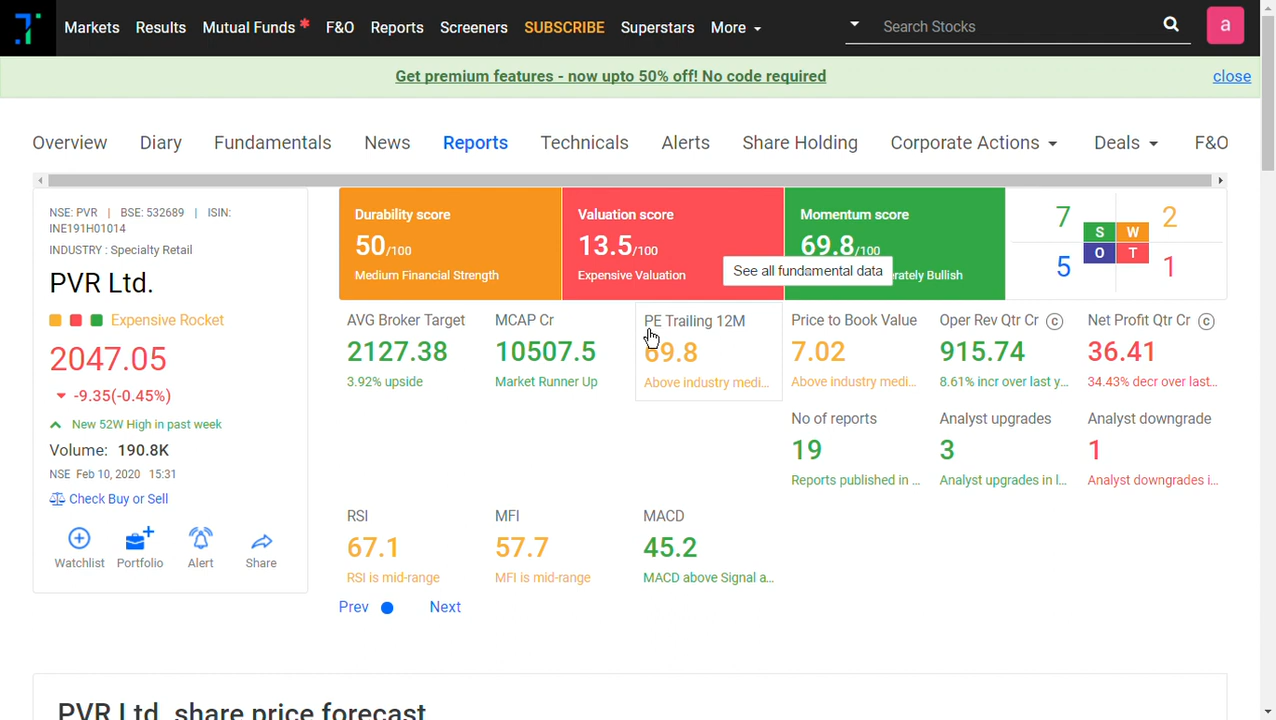 Markets Results Mutual Funds * F&O Reports Screeners SUBSCRIBE Superstars More Search Stocks a
Get premium features - now upto 50% off! No code required close
Overview Diary Fundamentals News Reports Technicals Alerts Share Holding Corporate Actions Deals F&O
NSE: PVR | BSE: 532689 | ISIN:
INE191H01014
INDUSTRY : Specialty Retail
PVR Ltd.
Expensive Rocket
2047.05
-9.35(-0.45%)
New 52W High in past week
Volume: 190.8K
NSE Feb 10, 2020 15:31
Check Buy or Sell
Watchlist Portfolio Alert Share
Durability score
50/100
Medium Financial Strength
Valuation score
13.5/100
Expensive Valuation
Momentum score
69.8/100
erately Bullish
See all fundamental data
7 S W 2
5 O T 1
AVG Broker Target
2127.38
3.92% upside
MCAP Cr
10507.5
Market Runner Up
PE Trailing 12M
69.8
Above industry medi...
Price to Book Value
7.02
Above industry medi...
Oper Rev Qtr Cr C
915.74
8.61% incr over last y...
Net Profit Qtr Cr C
36.41
34.43% decr over last...
No of reports
19
Reports published in ...
Analyst upgrades
3
Analyst upgrades in l...
Analyst downgrade
1
Analyst downgrades i...
RSI
67.1
RSI is mid-range
MFI
57.7
MFI is mid-range
MACD
45.2
MACD above Signal a...
Prev Next
PVR Ltd. share price forecast